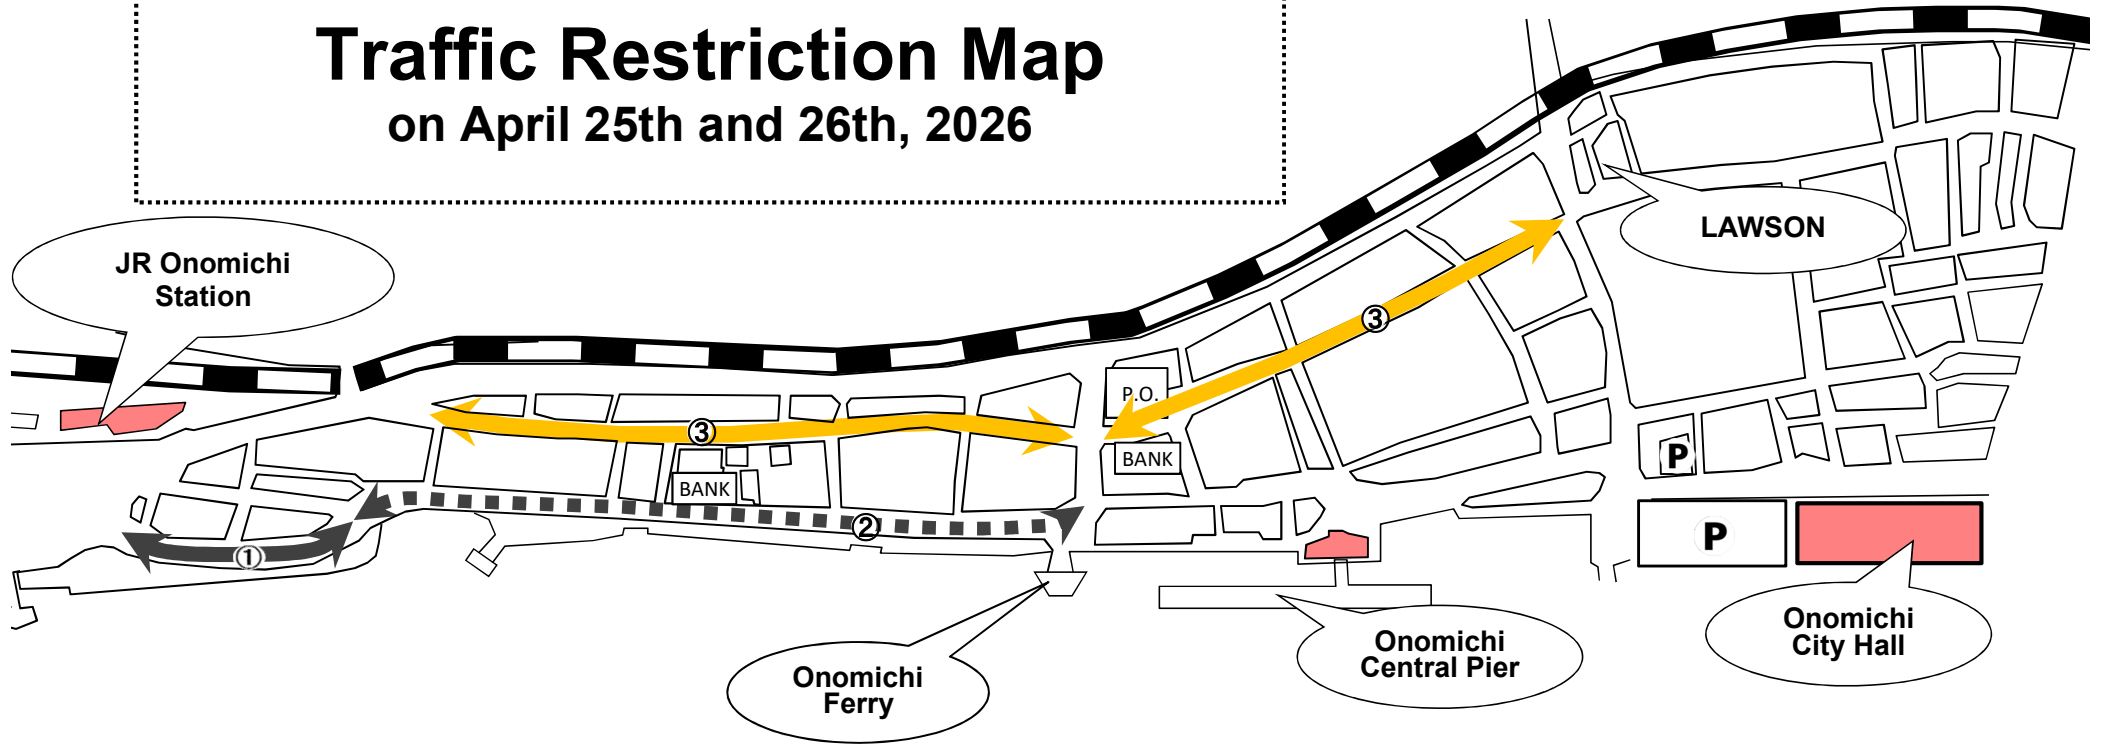 Traffic Restriction Map
on April 25th and 26th, 2026
LAWSON
JR Onomichi
Station
③
P.O.
③
BANK
P
BANK
②
P
①
Onomichi
City Hall
Onomichi
Central Pier
Onomichi
Ferry